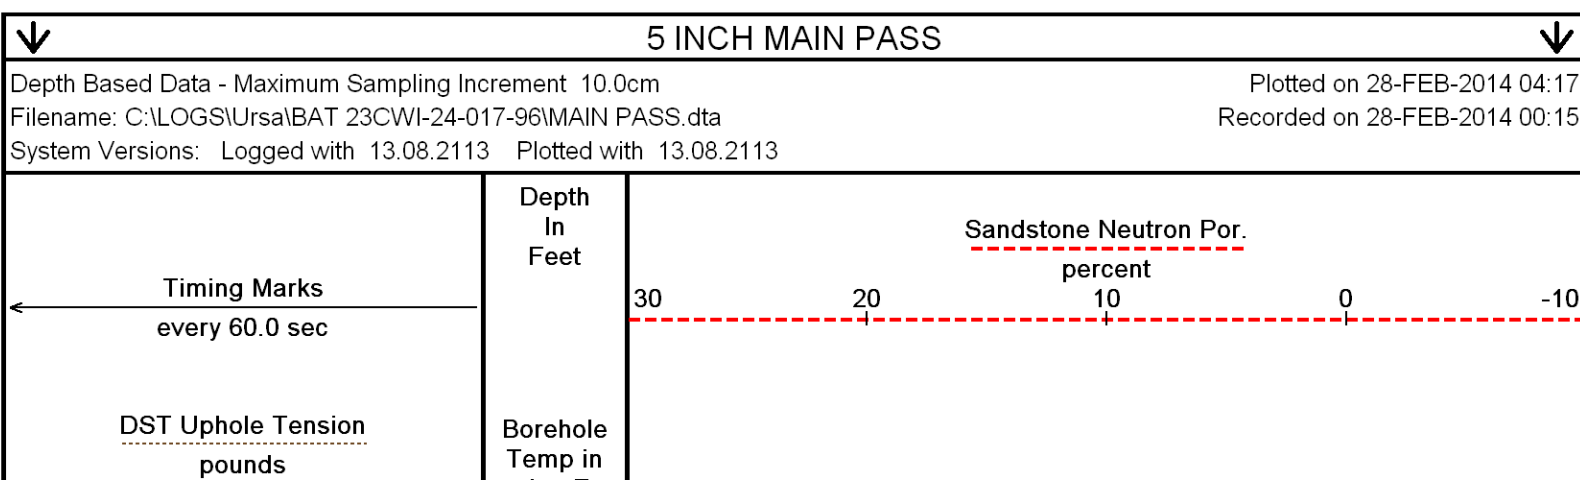 5 INCH MAIN PASS
Depth Based Data - Maximum Sampling Increment 10.0cm
Plotted on 28-FEB-2014 04:17
Filename: C:\LOGS\Ursa\BAT 23CWI-24-017-96\MAIN PASS.dta
Recorded on 28-FEB-2014 00:15
System Versions: Logged with 13.08.2113 Plotted with 13.08.2113
Timing Marks
every 60.0 sec
DST Uphole Tension
pounds
Depth
In
Feet
Borehole
Temp in
Sandstone Neutron Por.
percent
30 20 10 0 -10